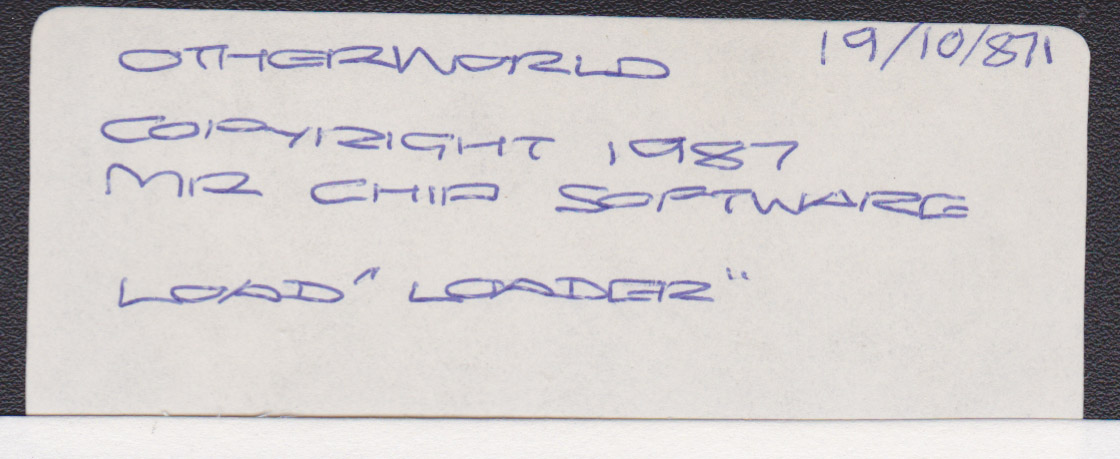 OTHERWORLD
19/10/87
COPYRIGHT 1987
MR CHIP SOFTWARE
LOAD "LOADER"